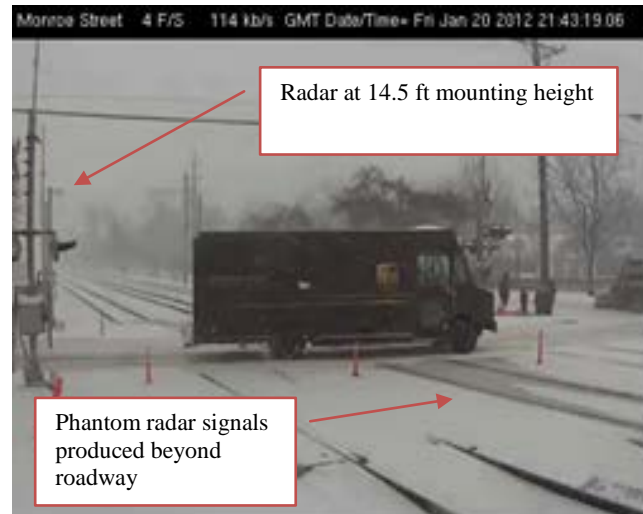 Monroe Street 4 F/S 114 kb/s GMT Date/Time= Fri Jan 20 2012 21:43:19.06
Radar at 14.5 ft mounting height
Phantom radar signals
produced beyond
roadway